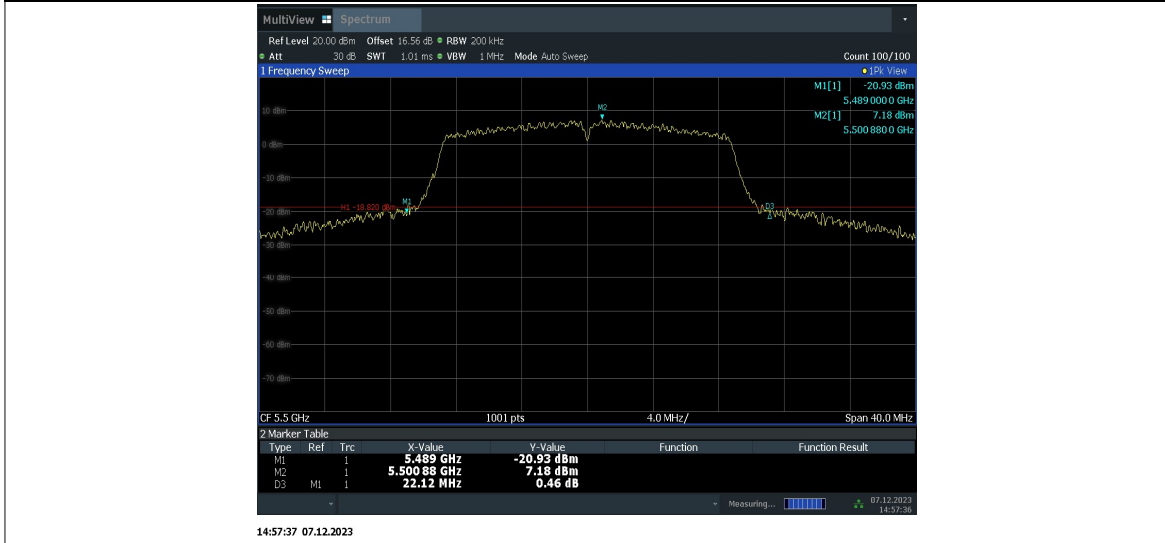 MultiView Spectrum
Ref Level 20.00 dBm Offset 16.56 dB RBW 200 kHz
Att 30 dB SWT 1.01 ms VBW 1 MHz Mode Auto Sweep Count 100/100
1 Frequency Sweep 1Pk View
M1[1] -20.93 dBm
5.489 000 0 GHz
M2[1] 7.18 dBm
5.500 880 0 GHz
M2
10 dBm
0 dBm
-10 dBm
H1 -18.820 dBm
M1
D3
-20 dBm
-30 dBm
-40 dBm
-50 dBm
-60 dBm
-70 dBm
CF 5.5 GHz 1001 pts 4.0 MHz/ Span 40.0 MHz
2 Marker Table
Type Ref Trc X-Value Y-Value Function Function Result
M1 1 5.489 GHz -20.93 dBm
M2 1 5.500 88 GHz 7.18 dBm
D3 M1 1 22.12 MHz 0.46 dB
Measuring... 07.12.2023
14:57:36
14:57:37 07.12.2023